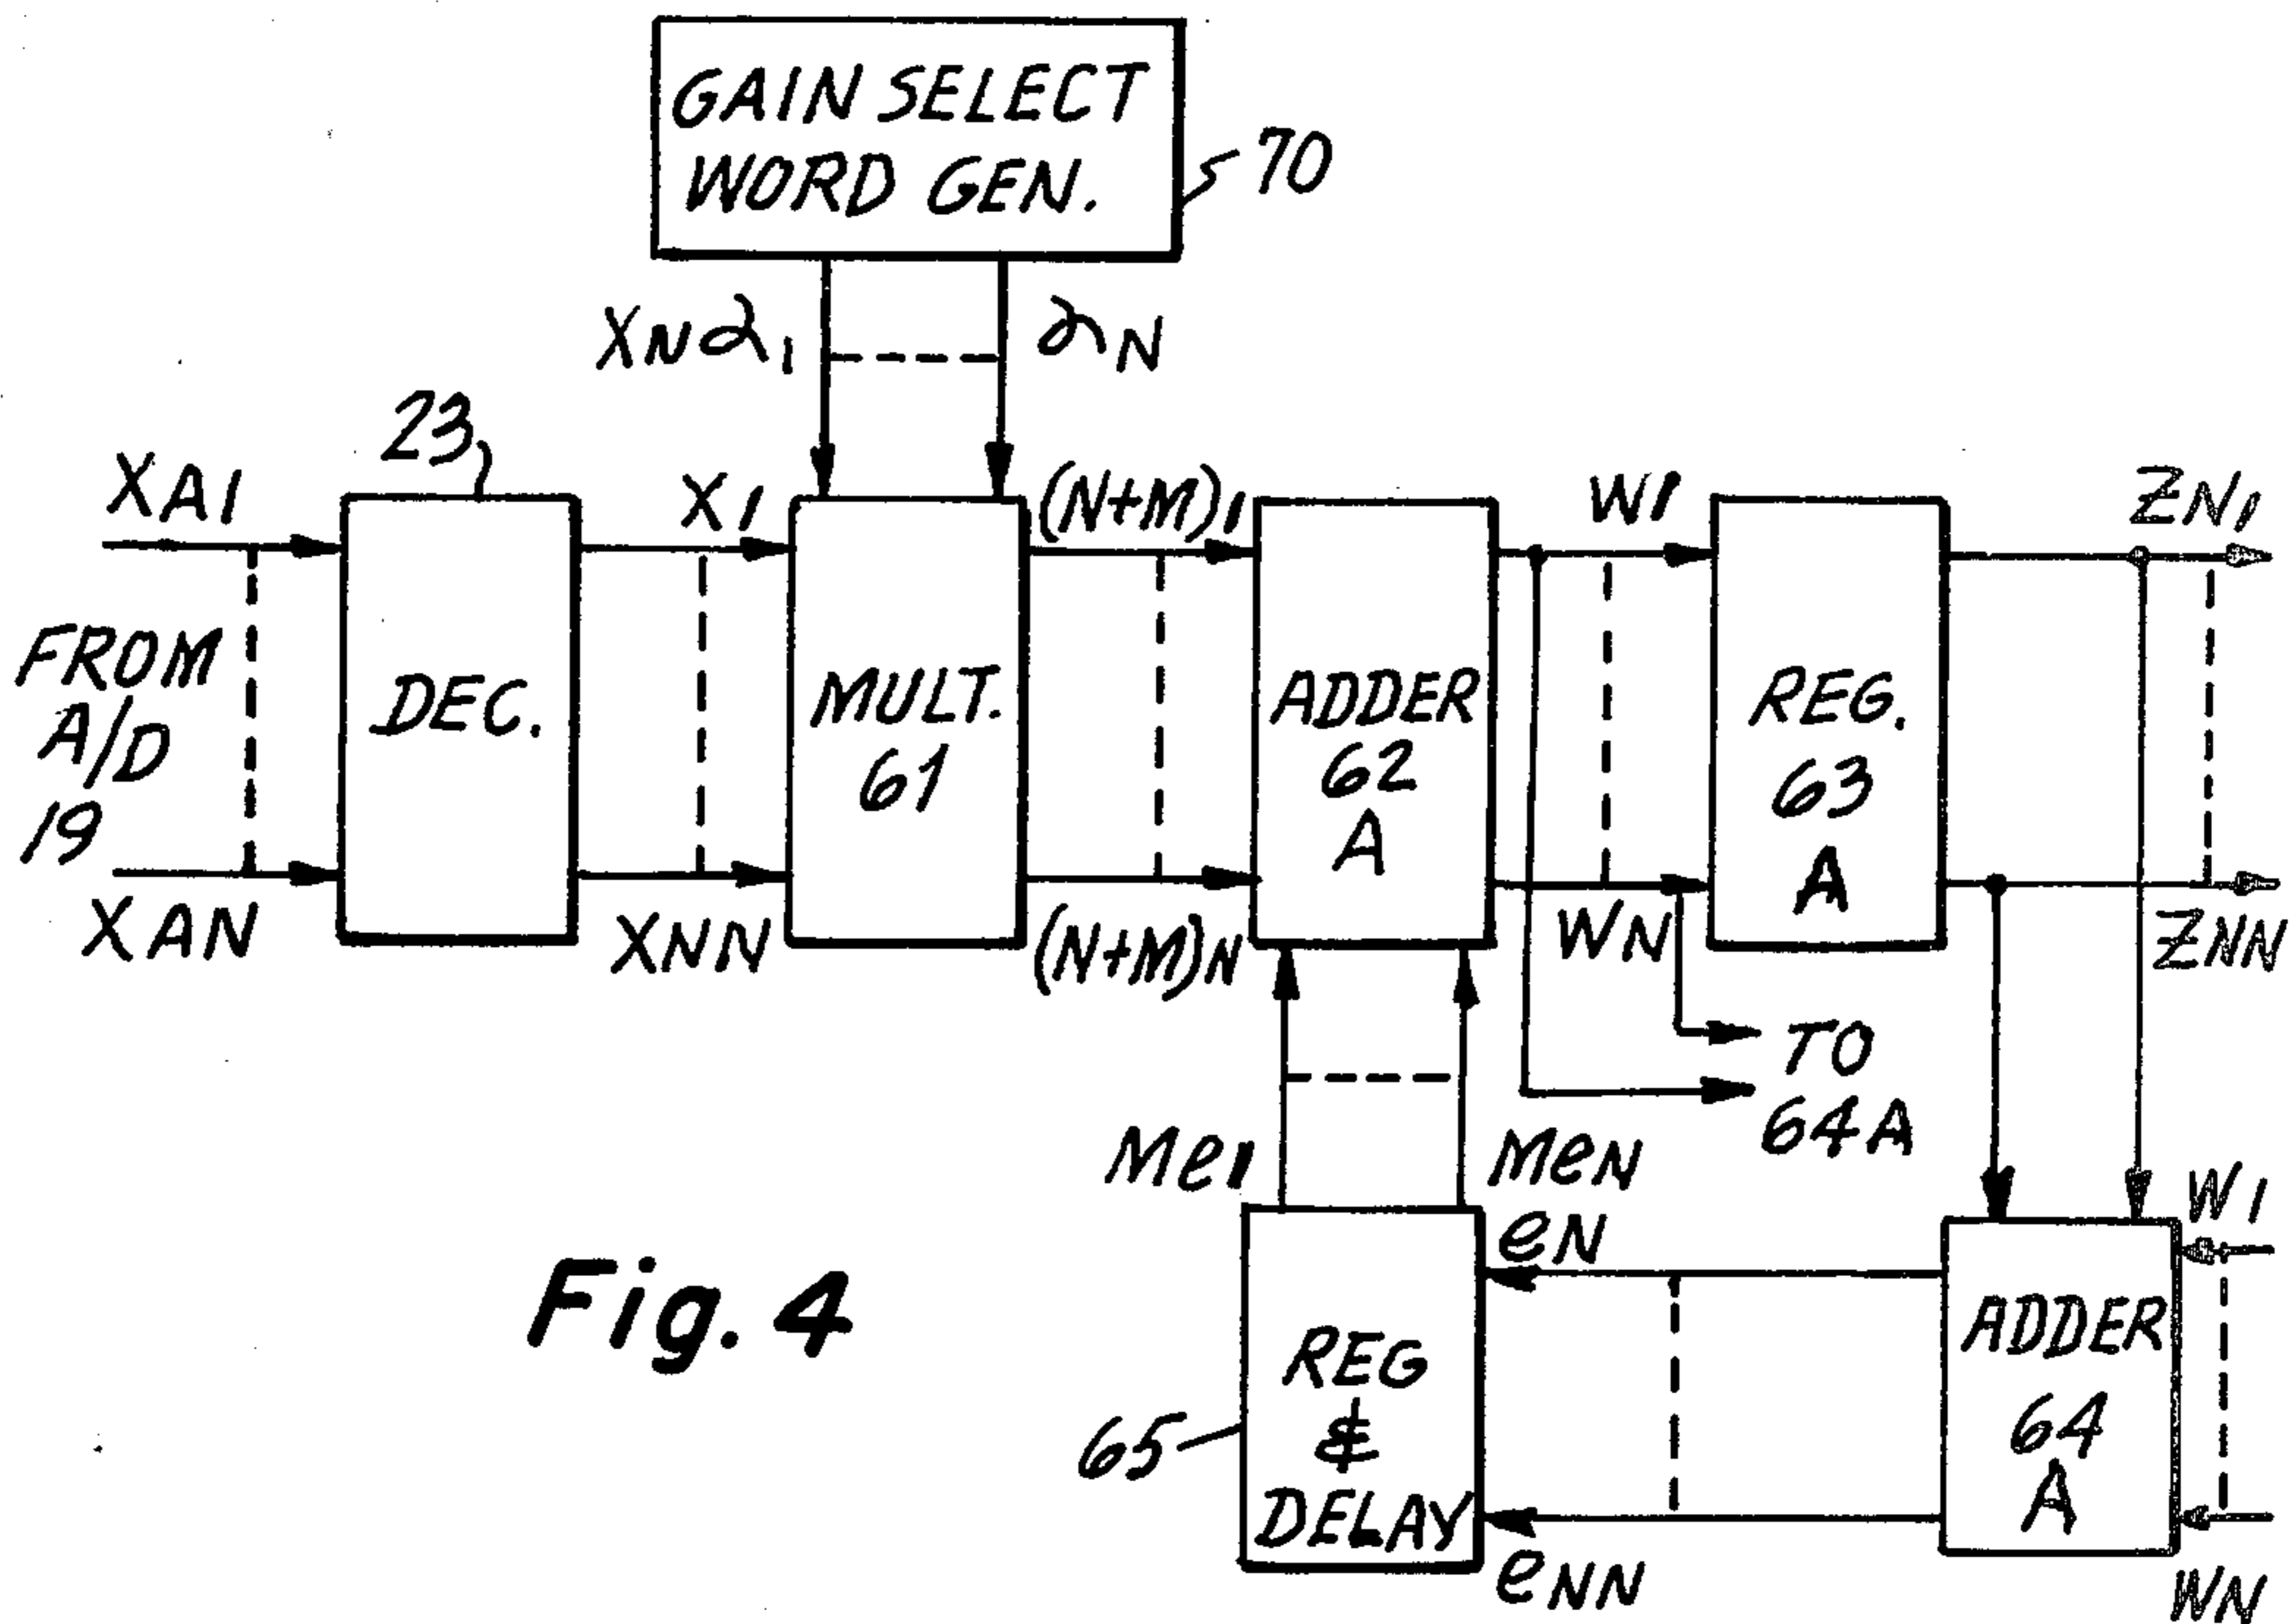 GAIN SELECT
WORD GEN.
70
XNα1
αN
23
XA1
X1
(N+M)1
W1
ZN1
FROM
A/D
19
DEC.
MULT.
61
ADDER
62
A
REG.
63
A
XAN
XNN
(N+M)N
WN
ZNN
TO
64A
Me1
MeN
W1
eN
REG
&
DELAY
65
ADDER
64
A
eNN
WN
Fig. 4